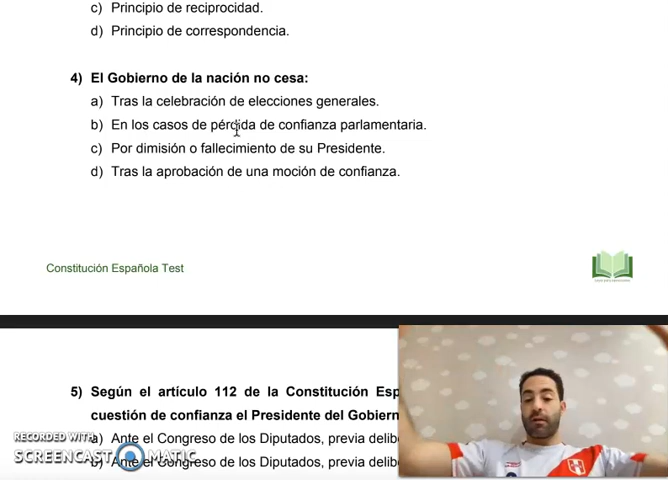 c) Principio de reciprocidad.
d) Principio de correspondencia.
4) El Gobierno de la nación no cesa:
a) Tras la celebración de elecciones generales.
b) En los casos de pérdida de confianza parlamentaria.
c) Por dimisión o fallecimiento de su Presidente.
d) Tras la aprobación de una moción de confianza.
Constitución Española Test
5) Según el artículo 112 de la Constitución Esp
cuestión de confianza el Presidente del Gobiern
a) Ante el Congreso de los Diputados, previa delib
b) Ante el Congreso de los Diputados, previa delib
RECORDED WITH
SCREENCAST MATIC